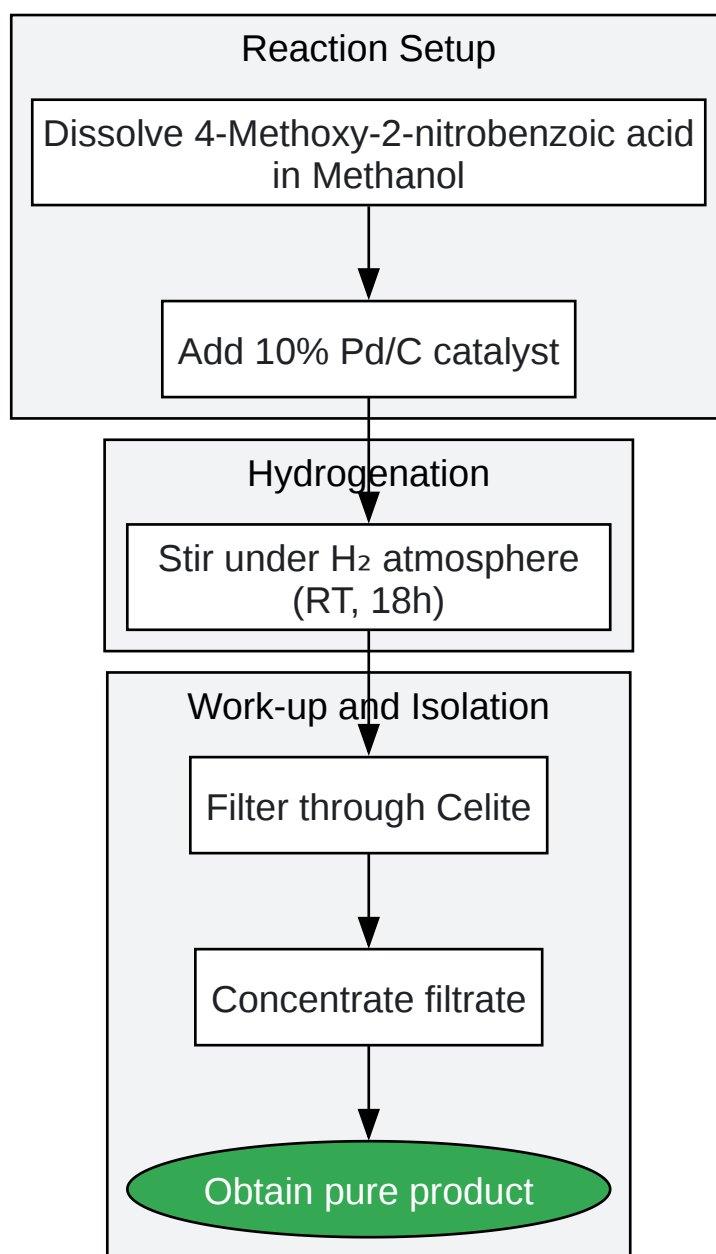 Reaction Setup
Dissolve 4-Methoxy-2-nitrobenzoic acid
in Methanol
Add 10% Pd/C catalyst
Hydrogenation
Stir under H₂ atmosphere
(RT, 18h)
Work-up and Isolation
Filter through Celite
Concentrate filtrate
Obtain pure product